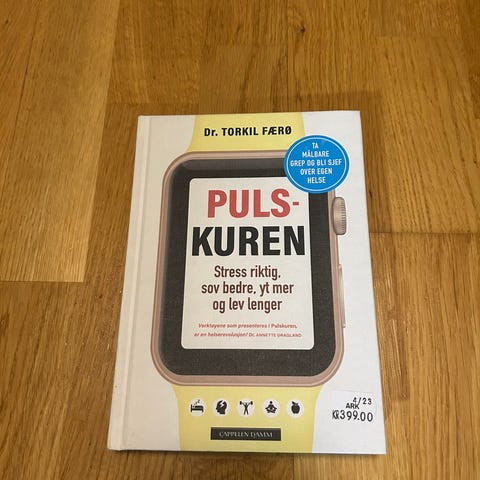 Dr. TORKIL FÆRØ
TA
MÅLBARE
GREP OG BLI SJEF
OVER EGEN
HELSE
PULS-
KUREN
Stress riktig,
sov bedre, yt mer
og lev lenger
Verktøyene som presenteres i Pulskuren,
er en helserevolusjon! Dr. ANNETTE DRAGLAND
4/23
ARK
KR399.00
CAPPELEN DAMM